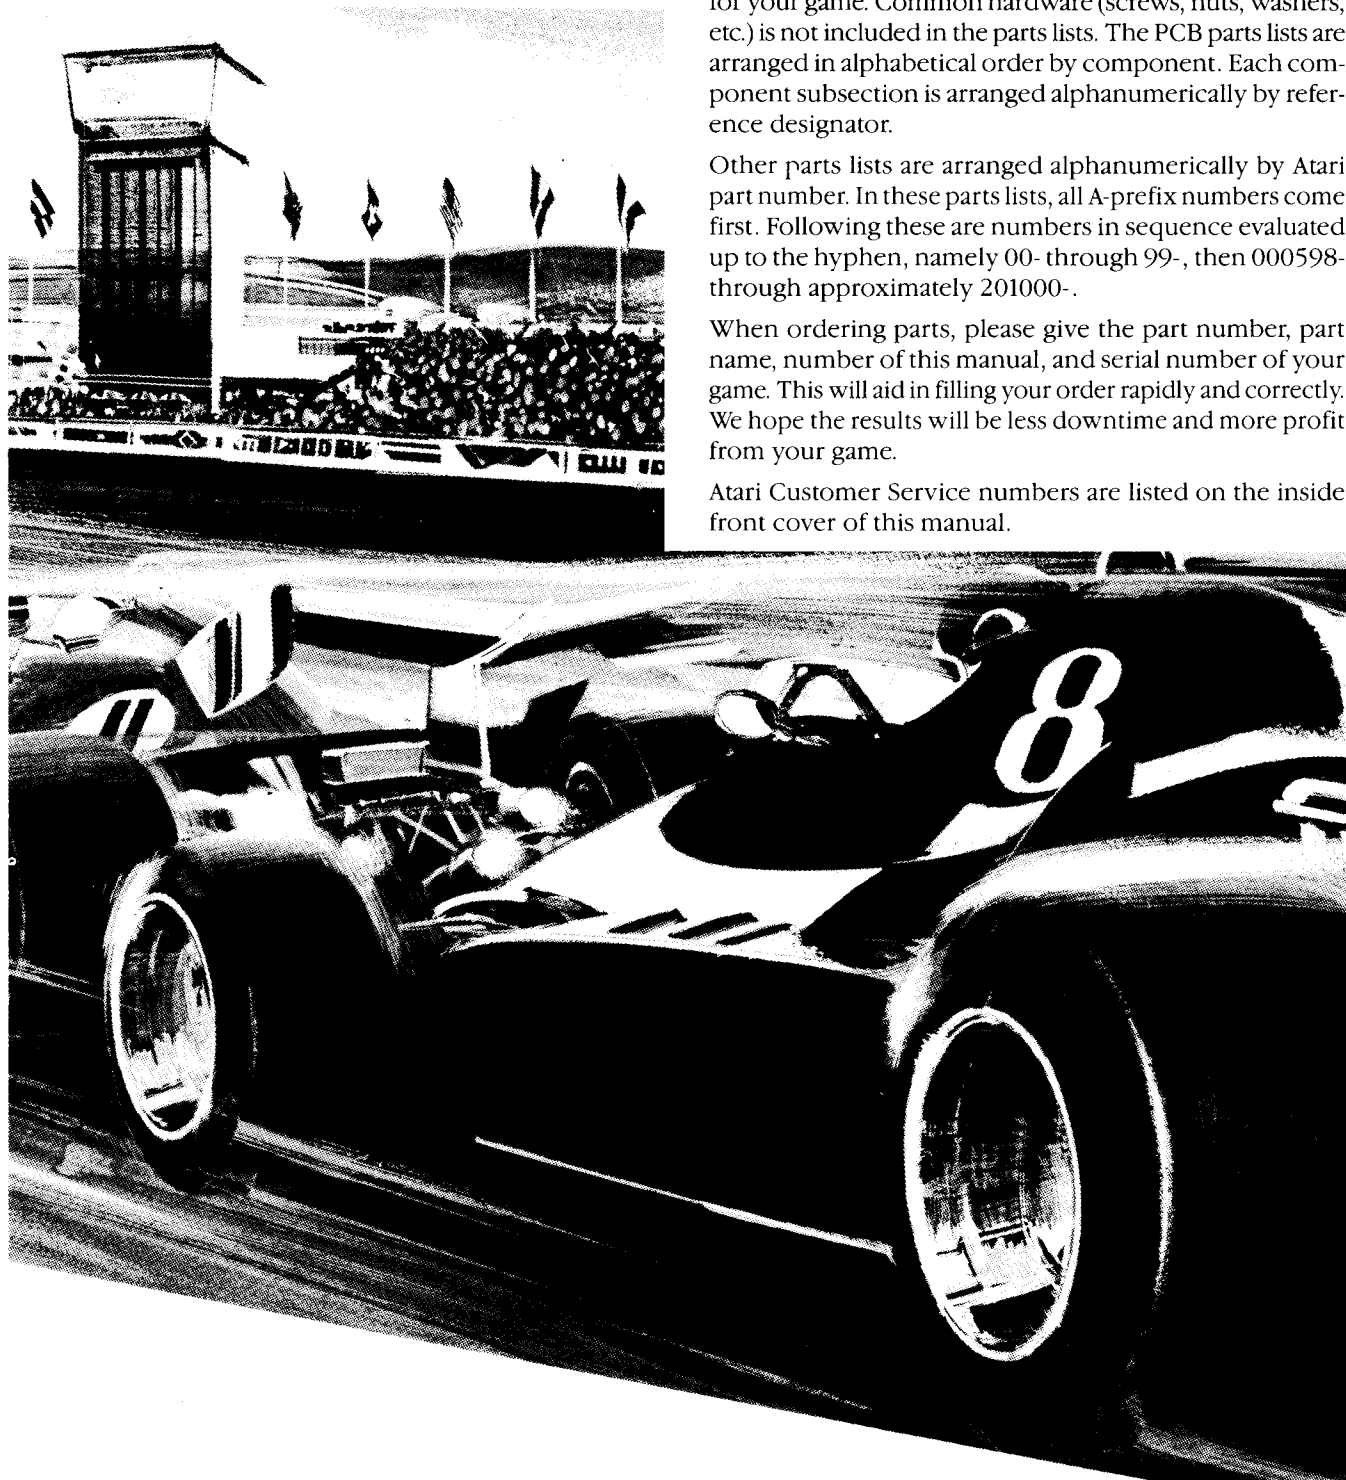 for your game. Common hardware (screws, nuts, washers,
etc.) is not included in the parts lists. The PCB parts lists are
arranged in alphabetical order by component. Each com-
ponent subsection is arranged alphanumerically by refer-
ence designator.
Other parts lists are arranged alphanumerically by Atari
part number. In these parts lists, all A-prefix numbers come
first. Following these are numbers in sequence evaluated
up to the hyphen, namely 00- through 99-, then 000598-
through approximately 201000-.
When ordering parts, please give the part number, part
name, number of this manual, and serial number of your
game. This will aid in filling your order rapidly and correctly.
We hope the results will be less downtime and more profit
from your game.
Atari Customer Service numbers are listed on the inside
front cover of this manual.
8